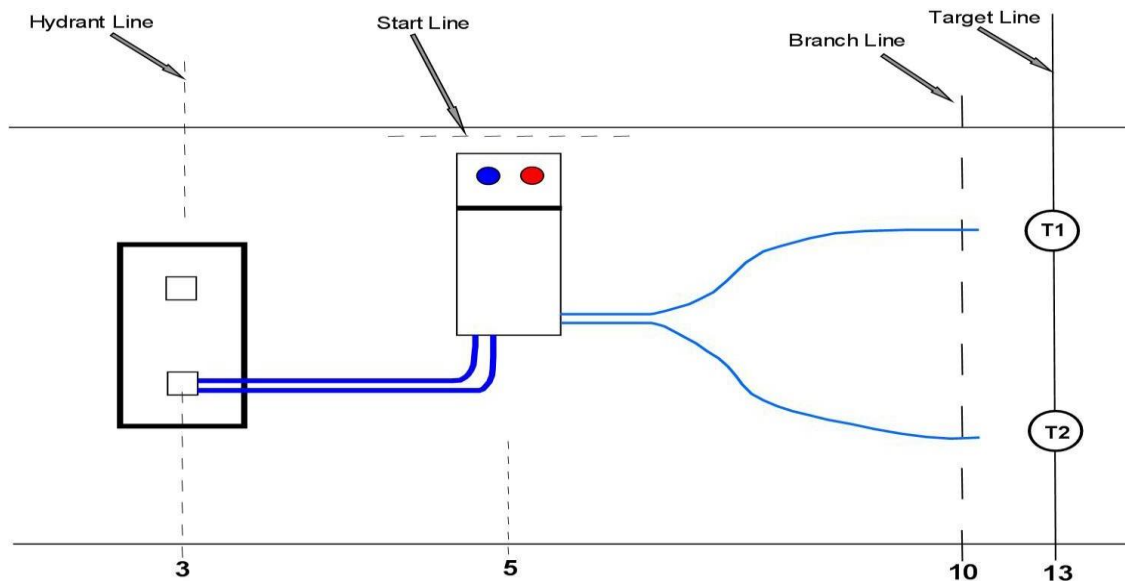 Hydrant Line
Start Line
Target Line
Branch Line
T1
T2
3
5
10
13